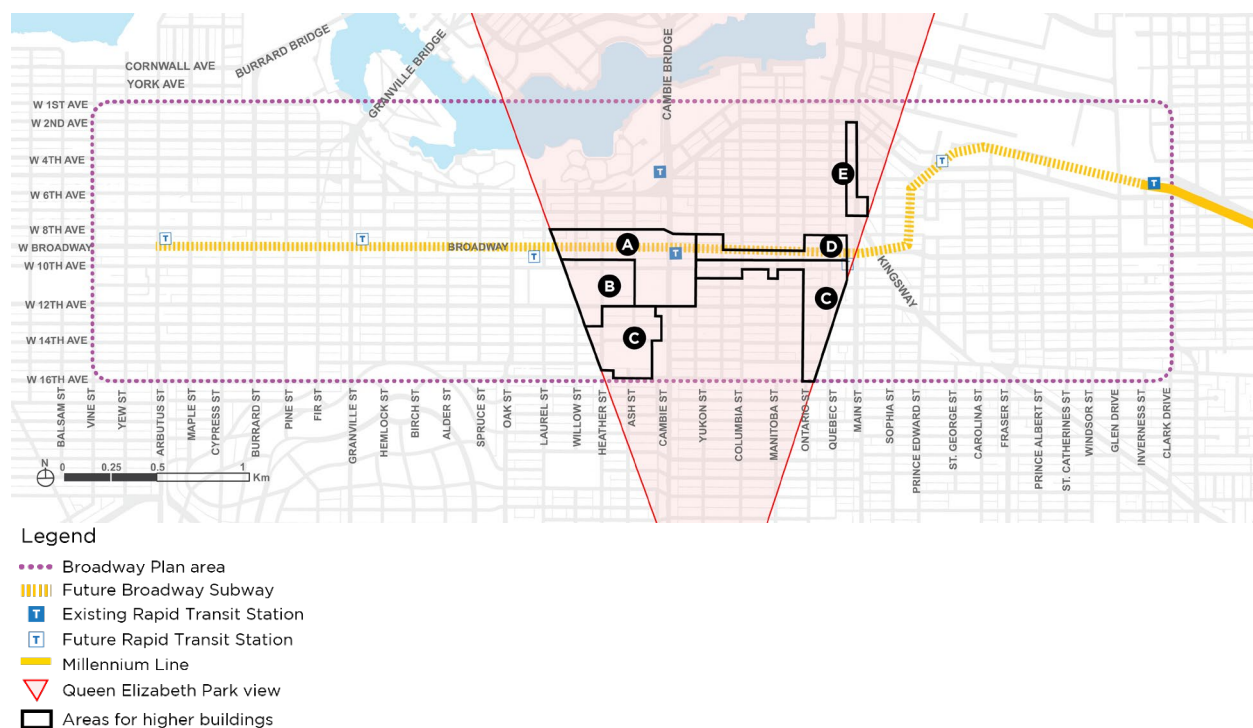 CORNWALL AVE
YORK AVE
BURRARD BRIDGE
GRANVILLE BRIDGE
CAMBIE BRIDGE
W 1ST AVE
W 2ND AVE
W 4TH AVE
W 6TH AVE
W 8TH AVE
W BROADWAY
W 10TH AVE
W 12TH AVE
W 14TH AVE
W 16TH AVE
BROADWAY
KINGSWAY
T
T
T
T
T
T
T
E
A
D
B
C
C
BALSAM ST
VINE ST
YEW ST
ARBUTUS ST
MAPLE ST
CYPRESS ST
BURRARD ST
PINE ST
FIR ST
GRANVILLE ST
HEMLOCK ST
BIRCH ST
ALDER ST
SPRUCE ST
OAK ST
LAUREL ST
WILLOW ST
HEATHER ST
ASH ST
CAMBIE ST
YUKON ST
COLUMBIA ST
MANITOBA ST
ONTARIO ST
QUEBEC ST
MAIN ST
SOPHIA ST
PRINCE EDWARD ST
ST. GEORGE ST
CAROLINA ST
FRASER ST
PRINCE ALBERT ST
ST. CATHERINES ST
WINDSOR ST
GLEN DRIVE
INVERNESS ST
CLARK DRIVE
N
0 0.25 0.5 1
Km
Legend
Broadway Plan area
Future Broadway Subway
T Existing Rapid Transit Station
T Future Rapid Transit Station
Millennium Line
Queen Elizabeth Park view
Areas for higher buildings